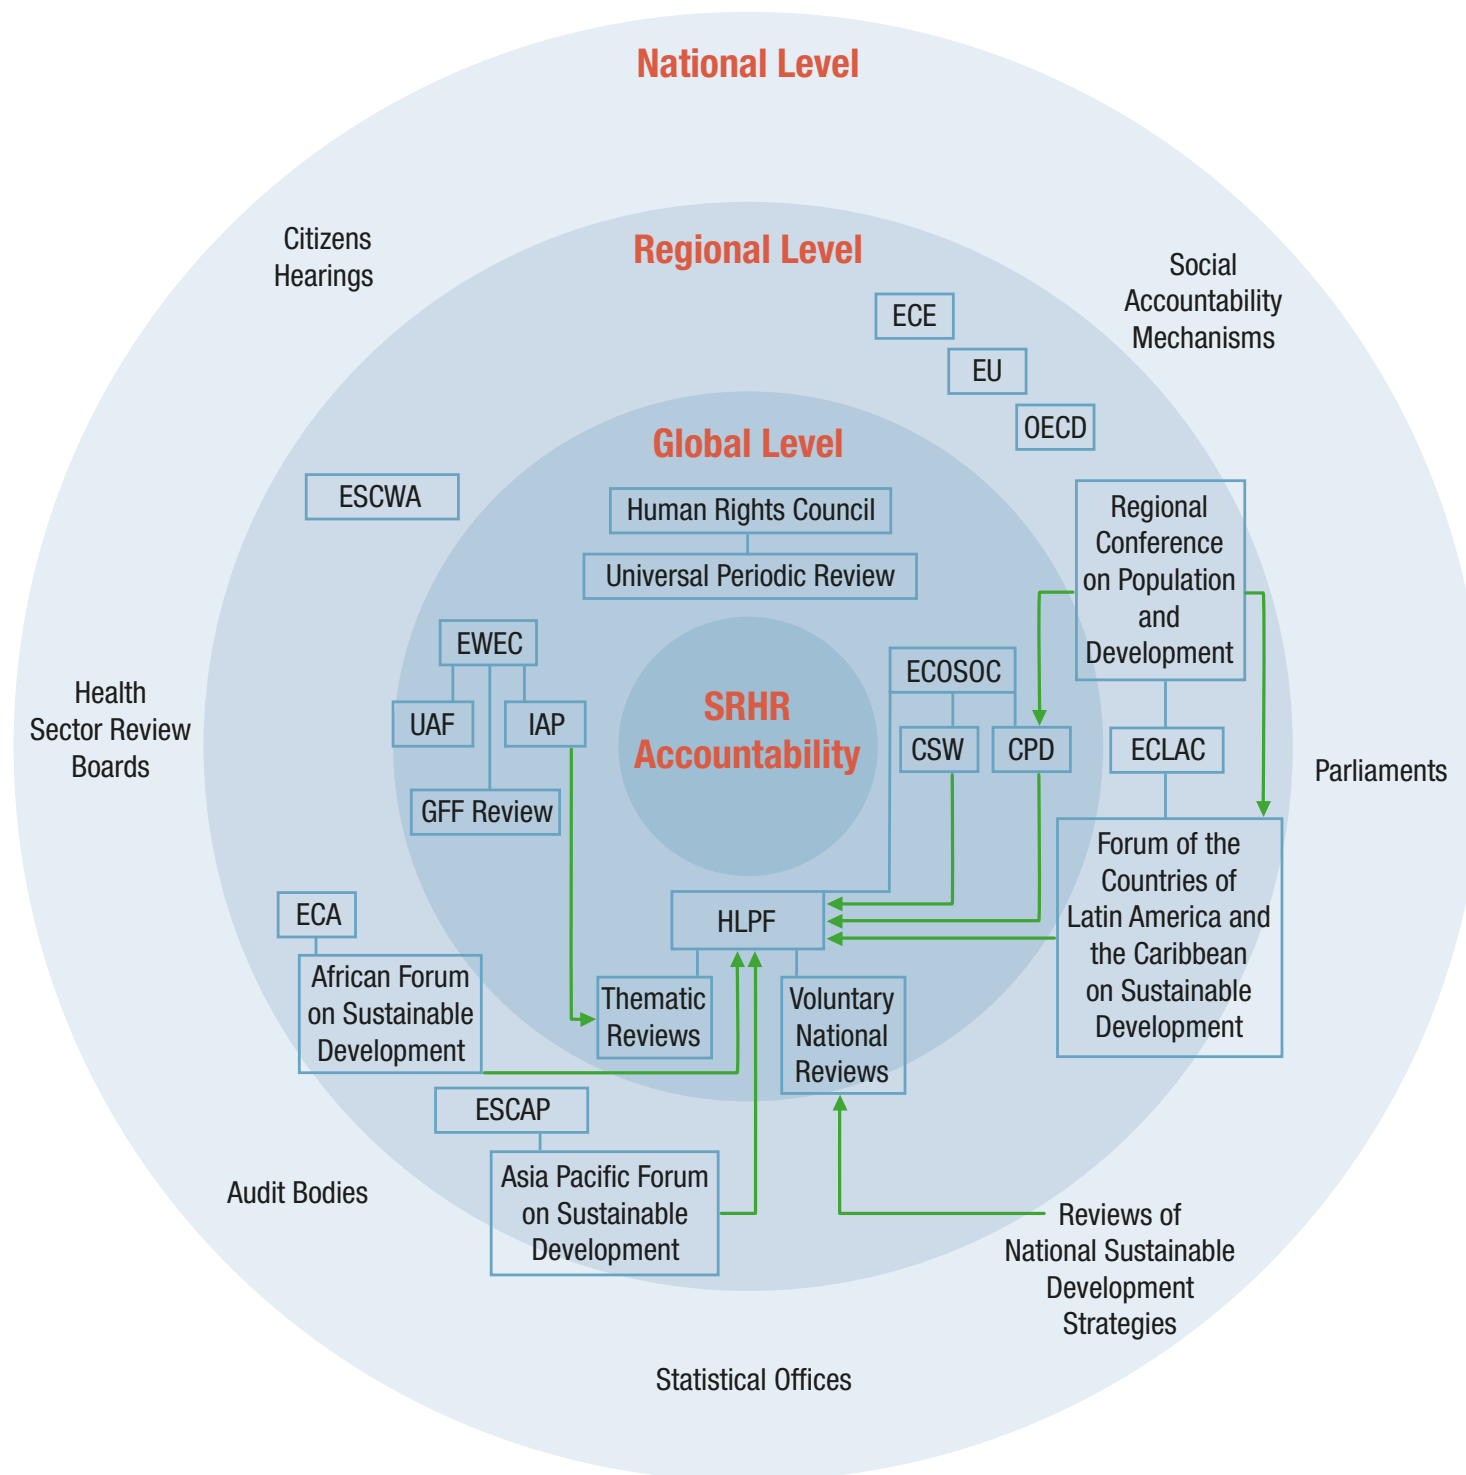 National Level
Citizens
Hearings
Social
Accountability
Mechanisms
Health
Sector Review
Boards
Parliaments
Audit Bodies
Reviews of
National Sustainable
Development
Strategies
Statistical Offices
Regional Level
ECE
EU
OECD
ESCWA
Regional
Conference
on Population
and
Development
ECLAC
Forum of the
Countries of
Latin America and
the Caribbean
on Sustainable
Development
ECA
African Forum
on Sustainable
Development
ESCAP
Asia Pacific Forum
on Sustainable
Development
Global Level
Human Rights Council
Universal Periodic Review
EWEC
UAF
IAP
GFF Review
ECOSOC
CSW
CPD
HLPF
Thematic
Reviews
Voluntary
National
Reviews
SRHR
Accountability